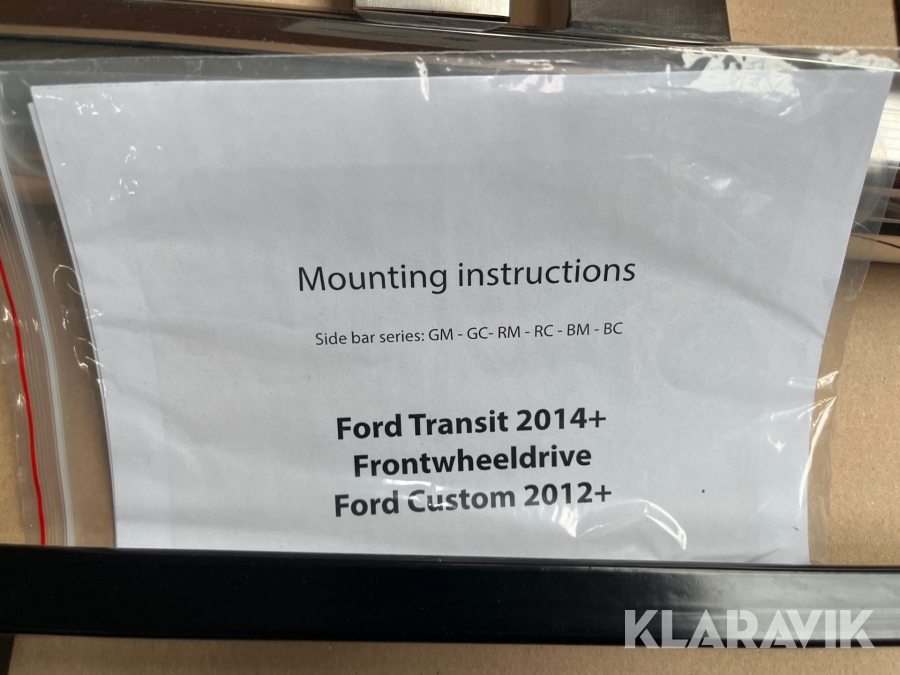 Mounting instructions
Side bar series: GM - GC- RM - RC - BM - BC
Ford Transit 2014+
Frontwheeldrive
Ford Custom 2012+
KLARAVIK